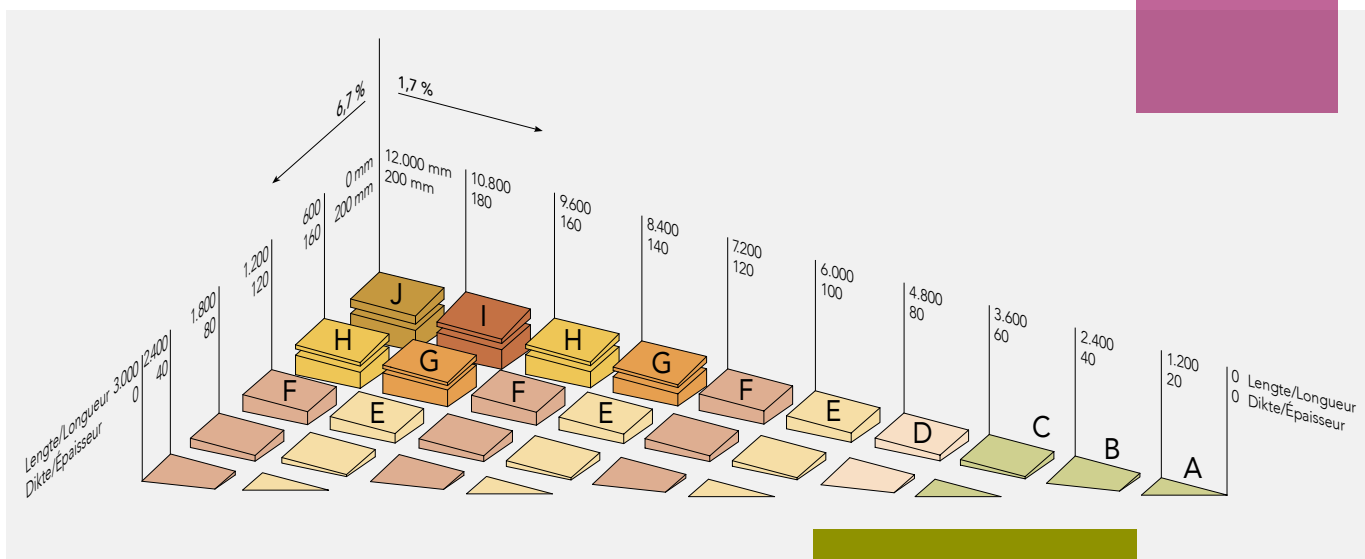 6,7 %
1,7 %
0 mm
200 mm
12.000 mm
200 mm
600
160
10.800
180
1.200
120
9.600
160
1.800
80
8.400
140
2.400
40
7.200
120
Lengte/Longueur 3.000
Dikte/Épaisseur 0
6.000
100
4.800
80
3.600
60
2.400
40
1.200
20
0 Lengte/Longueur
0 Dikte/Épaisseur
J
I
H
H
G
G
F
F
F
E
E
E
D
C
B
A